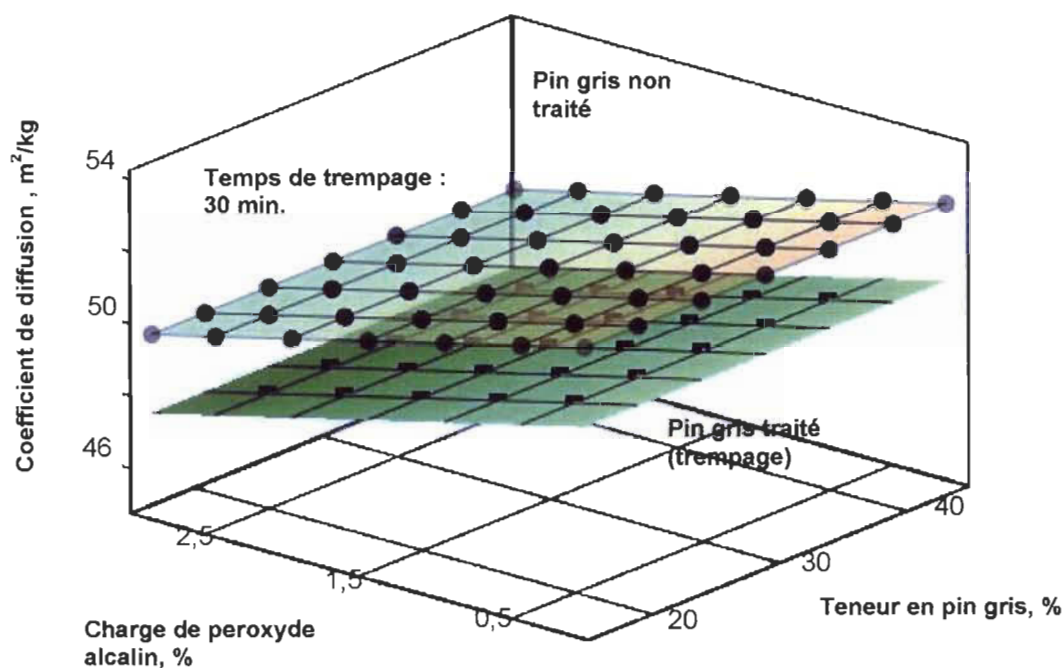 Pin gris non
traité
Temps de trempage :
30 min.
54
50
46
Coefficient de diffusion , m²/kg
Pin gris traité
(trempage)
2,5
1,5
0,5
20
30
40
Charge de peroxyde
alcalin, %
Teneur en pin gris, %